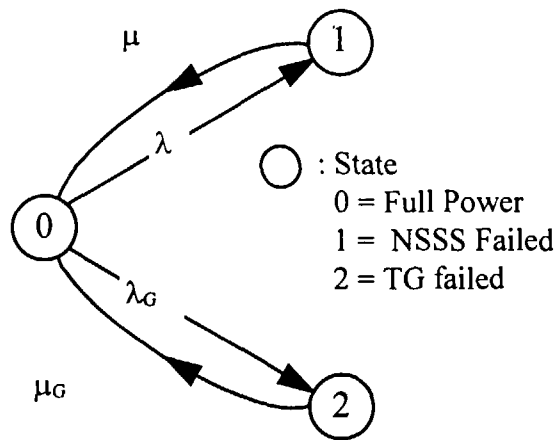 μ
1
λ
: State
0 = Full Power
1 = NSSS Failed
2 = TG failed
0
λG
μG
2